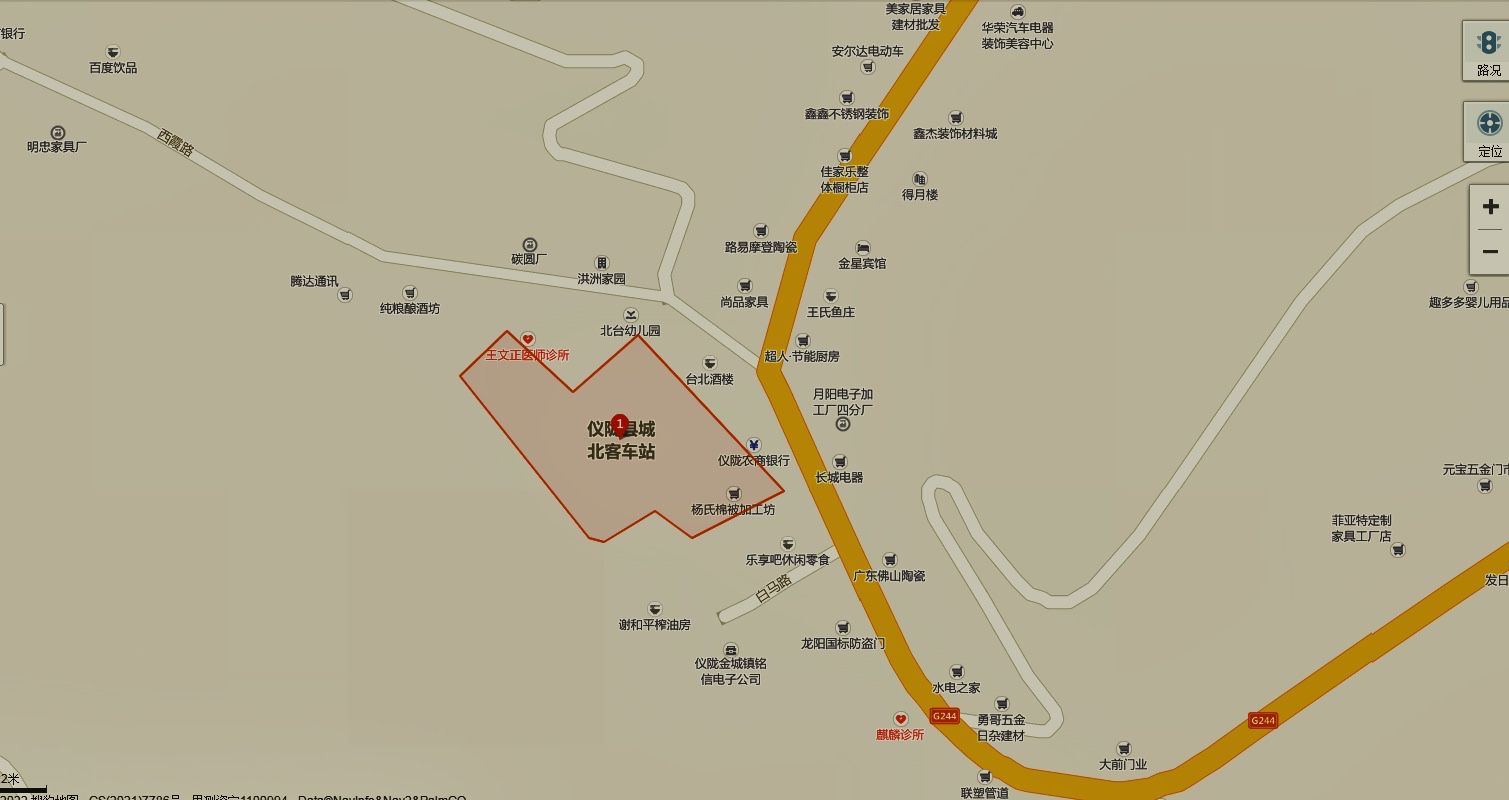 美家居家具
建材批发
华荣汽车电器
装饰美容中心
银行
百度饮品
安尔达电动车
路况
鑫鑫不锈钢装饰
鑫杰装饰材料城
明忠家具厂
西霞路
定位
佳家乐整
体橱柜店
得月楼
+
路易摩登陶瓷
碳圆厂
金星宾馆
−
洪洲家园
腾达通讯
纯粮酿酒坊
尚品家具
王氏鱼庄
趣多多婴儿用品
北台幼儿园
王文正医师诊所
超人·节能厨房
台北酒楼
月阳电子加
工厂四分厂
1
仪陇县城
北客车站
仪陇农商银行
长城电器
元宝五金门市
杨氏棉被加工坊
菲亚特定制
家具工厂店
乐享吧休闲零食
广东佛山陶瓷
发日
白马路
谢和平榨油房
龙阳国标防盗门
仪陇金城镇铭
信电子公司
水电之家
G244
G244
勇哥五金
日杂建材
麒麟诊所
大前门业
2米
联塑管道